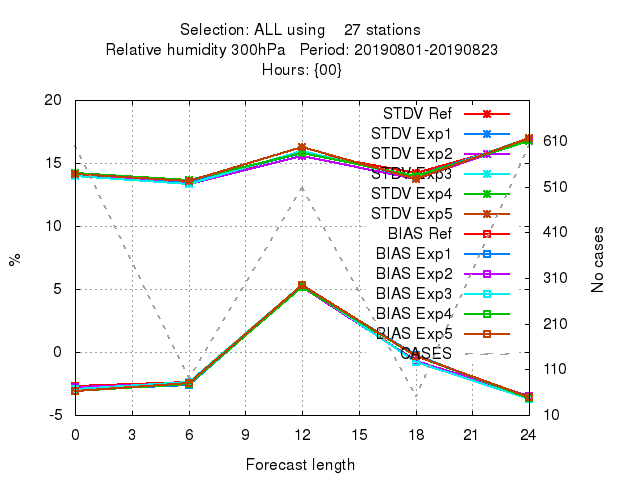 Selection: ALL using    27 stations
Relative humidity 300hPa   Period: 20190801-20190823
Hours: {00}
20
15
10
5
0
-5
%
STDV Ref
STDV Exp1
STDV Exp2
STDV Exp3
STDV Exp4
STDV Exp5
BIAS Ref
BIAS Exp1
BIAS Exp2
BIAS Exp3
BIAS Exp4
BIAS Exp5
CASES
610
510
410
310
210
110
10
No cases
0 3 6 9 12 15 18 21 24
Forecast length